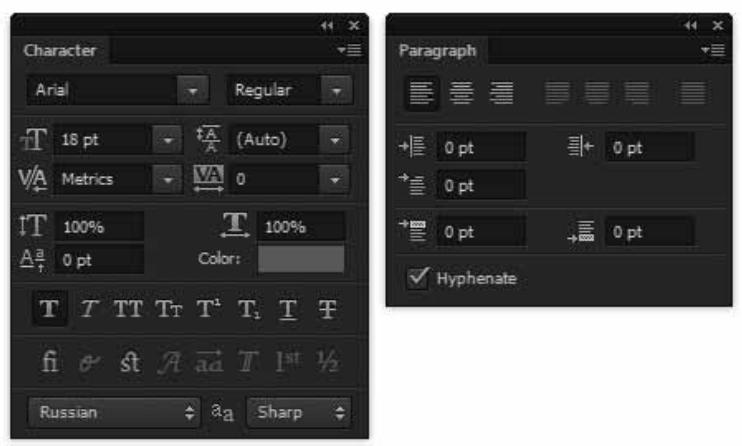 Character
Arial Regular
18 pt (Auto)
Metrics 0
100% 100%
0 pt Color:
T T TT TT T¹ T₁ T T
fi st A ad T 1st ½
Russian aa Sharp
Paragraph
0 pt 0 pt
0 pt
0 pt 0 pt
Hyphenate